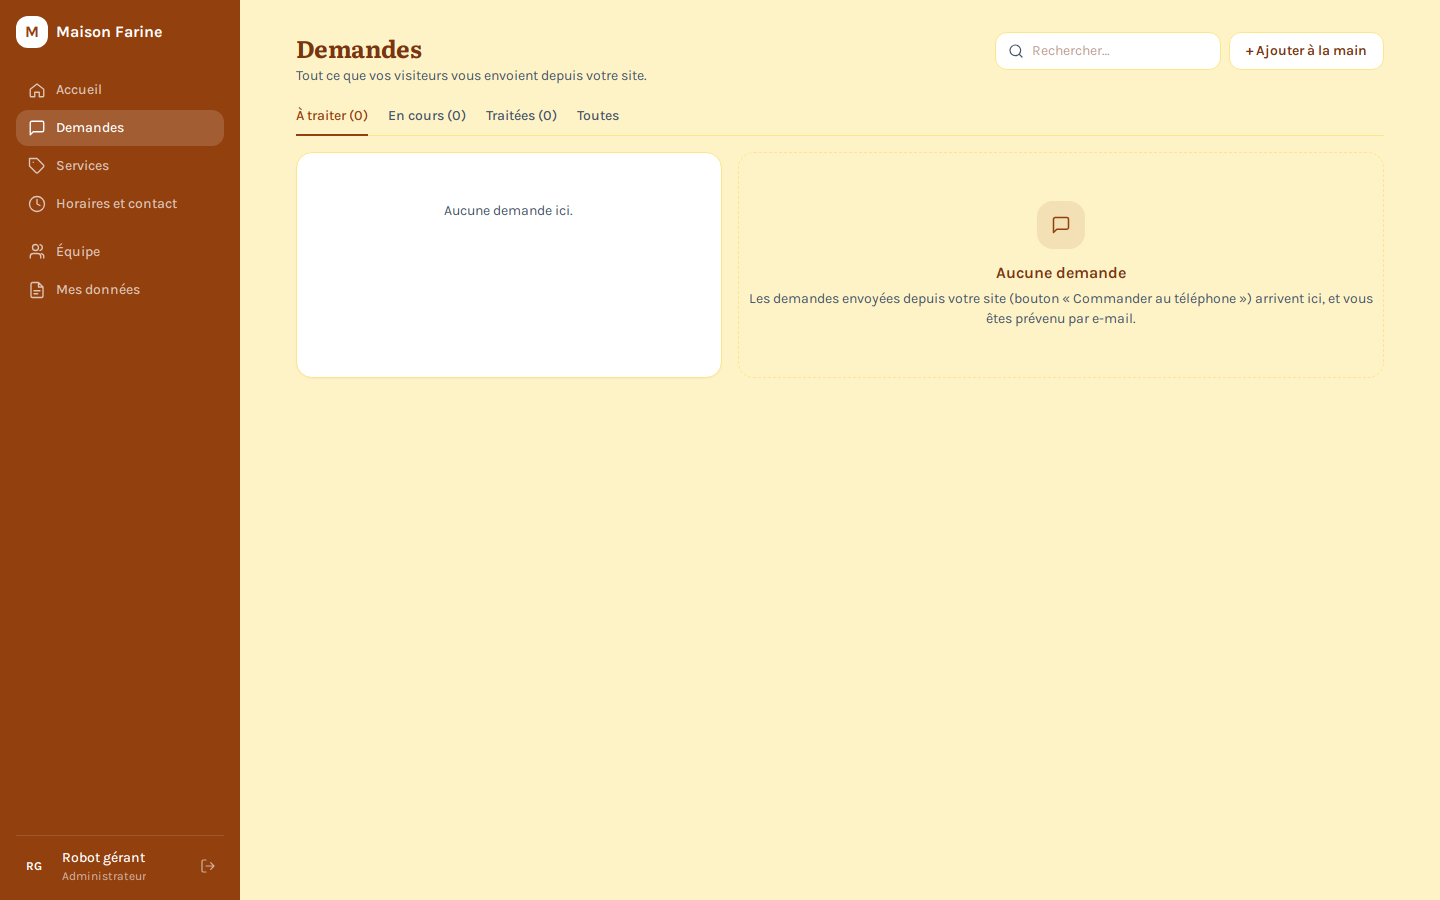 M Maison Farine
Accueil
Demandes
Services
Horaires et contact
Équipe
Mes données
RG
Robot gérant
Administrateur
Demandes
Tout ce que vos visiteurs vous envoient depuis votre site.
Rechercher...
+ Ajouter à la main
À traiter (0) En cours (0) Traitées (0) Toutes
Aucune demande ici.
Aucune demande
Les demandes envoyées depuis votre site (bouton « Commander au téléphone ») arrivent ici, et vous
êtes prévenu par e-mail.